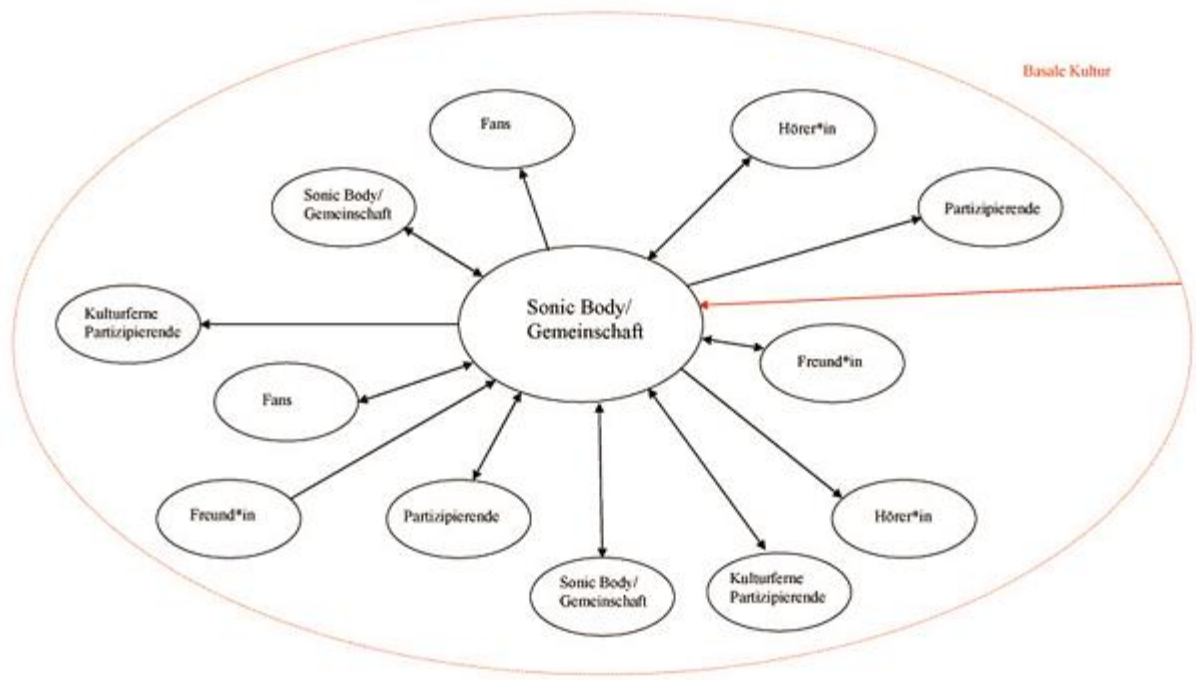 Basale Kultur
Fans
Hörer*in
Sonic Body/
Gemeinschaft
Partizipierende
Sonic Body/
Gemeinschaft
Kulturferne
Partizipierende
Freund*in
Fans
Freund*in
Partizipierende
Hörer*in
Sonic Body/
Gemeinschaft
Kulturferne
Partizipierende